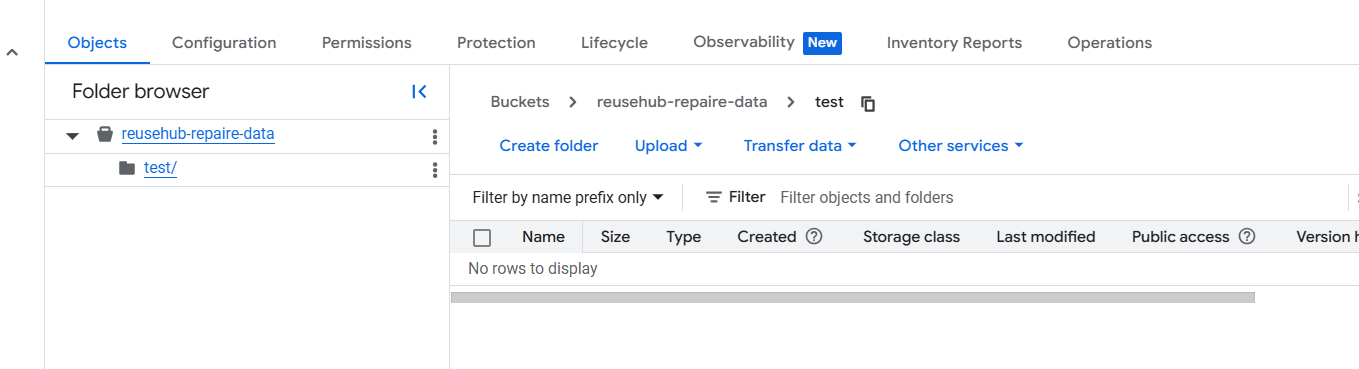 Objects Configuration Permissions Protection Lifecycle Observability New Inventory Reports Operations
Folder browser
reusehub-repaire-data
test/
Buckets > reusehub-repaire-data > test
Create folder Upload Transfer data Other services
Filter by name prefix only Filter Filter objects and folders
Name Size Type Created Storage class Last modified Public access Version
No rows to display